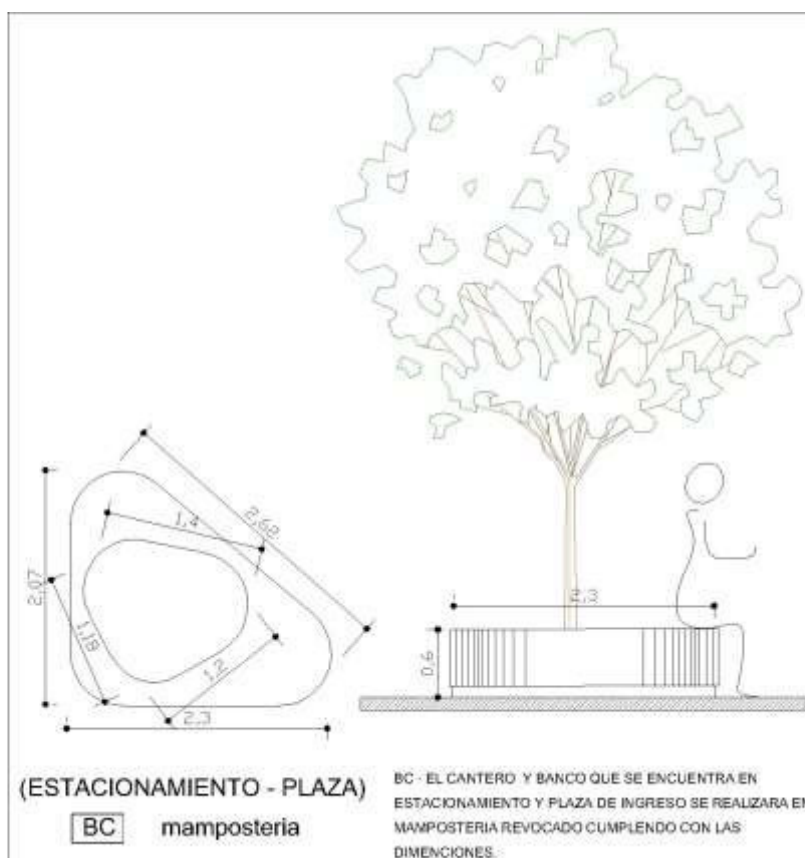 1,4
2,62
2,07
1,18
1,2
2,3
2,3
0,6
(ESTACIONAMIENTO - PLAZA)
BC mamposteria
BC - EL CANTERO Y BANCO QUE SE ENCUENTRA EN
ESTACIONAMIENTO Y PLAZA DE INGRESO SE REALIZARA EN
MAMPOSTERIA REVOCADO CUMPLENDO CON LAS
DIMENCIONES.